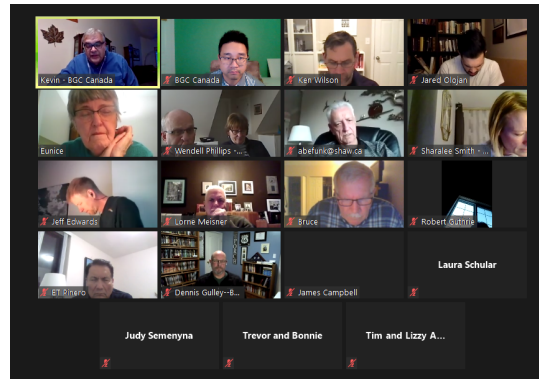 Kevin - BGC Canada
BGC Canada
Ken Wilson
Jared Olojan
Eunice
Wendell Phillips -...
abefunk@shaw.ca
Sharalee Smith - ...
Jeff Edwards
Lorne Meisner
Bruce
Robert Guthrie
ET Pinero
Dennis Gulley--B...
James Campbell
Laura Schular
Judy Semenyna
Trevor and Bonnie
Tim and Lizzy A...